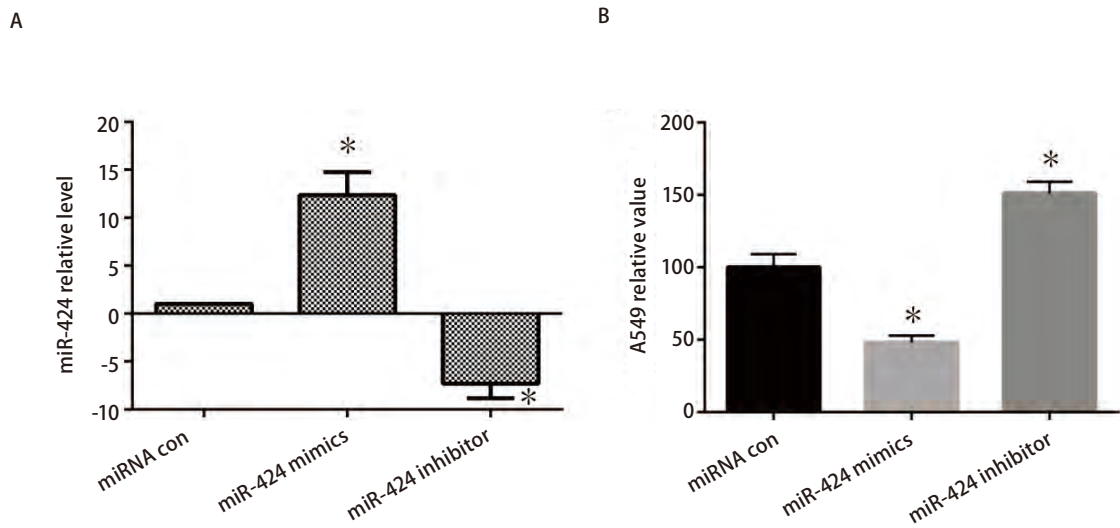 A
miR-424 relative level
20
15
10
5
0
-5
-10
*
*
miRNA con
miR-424 mimics
miR-424 inhibitor
B
A549 relative value
200
150
100
50
0
*
*
miRNA con
miR-424 mimics
miR-424 inhibitor